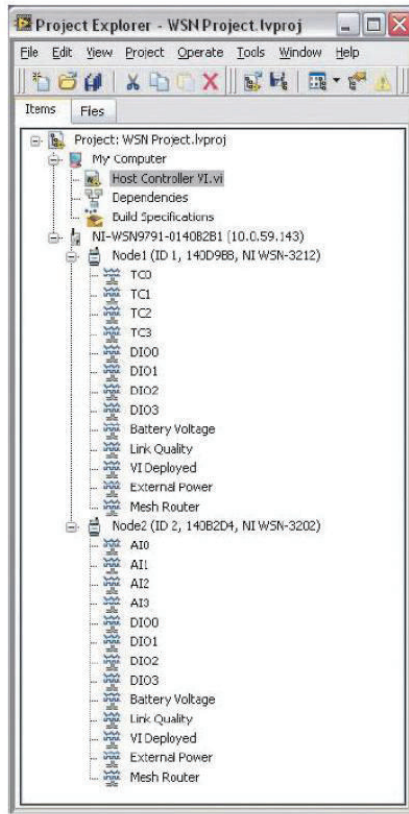 Project Explorer - WSN Project.lvproj
File Edit View Project Operate Tools Window Help
Items Files
Project: WSN Project.lvproj
My Computer
Host Controller VI.vi
Dependencies
Build Specifications
NI-WSN9791-0140B2B1 [10.0.59.143)
Node1 (ID 1, 140D9BB, NI WSN-3212)
TC0
TC1
TC2
TC3
DIO0
DIO1
DIO2
DIO3
Battery Voltage
Link Quality
VI Deployed
External Power
Mesh Router
Node2 (ID 2, 140B2D4, NI WSN-3202)
AI0
AI1
AI2
AI3
DIO0
DIO1
DIO2
DIO3
Battery Voltage
Link Quality
VI Deployed
External Power
Mesh Router